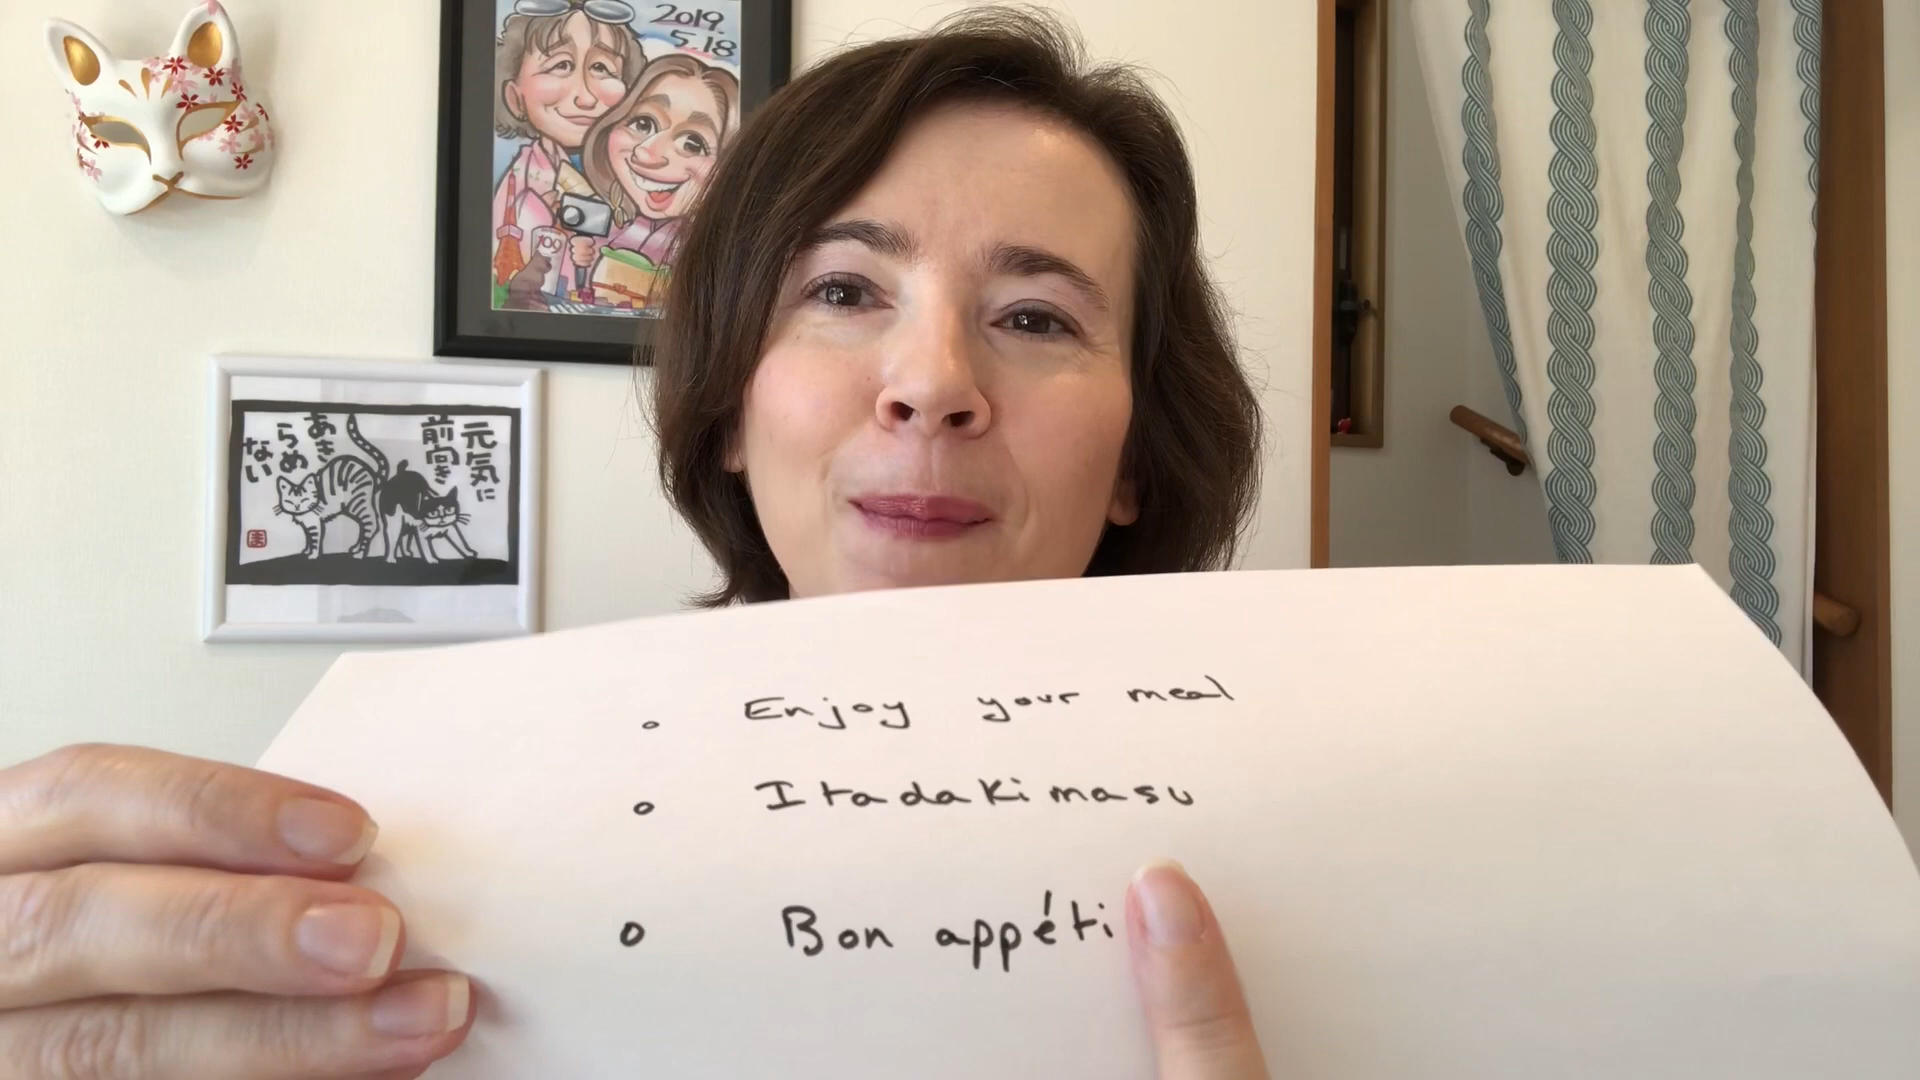 2019.
5.18
109
元気に
前向き
あき
らめ
ない
Enjoy your meal
Itadakimasu
Bon appéti